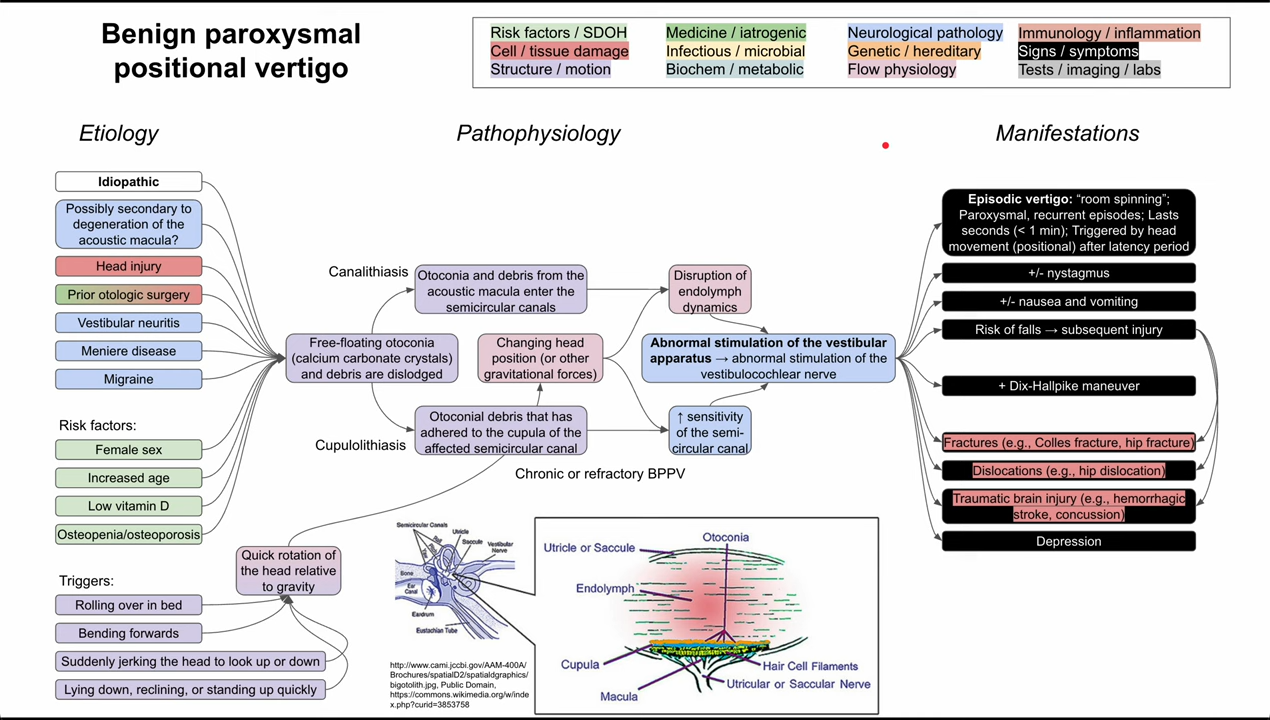 Benign paroxysmal
positional vertigo
Risk factors / SDOH
Cell / tissue damage
Structure / motion
Medicine / iatrogenic
Infectious / microbial
Biochem / metabolic
Neurological pathology
Genetic / hereditary
Flow physiology
Immunology / inflammation
Signs / symptoms
Tests / imaging / labs
Etiology
Pathophysiology
Manifestations
Idiopathic
Possibly secondary to
degeneration of the
acoustic macula?
Head injury
Prior otologic surgery
Vestibular neuritis
Meniere disease
Migraine
Risk factors:
Female sex
Increased age
Low vitamin D
Osteopenia/osteoporosis
Triggers:
Rolling over in bed
Bending forwards
Suddenly jerking the head to look up or down
Lying down, reclining, or standing up quickly
Quick rotation of
the head relative
to gravity
Free-floating otoconia
(calcium carbonate crystals)
and debris are dislodged
Canalithiasis
Otoconia and debris from the
acoustic macula enter the
semicircular canals
Cupulolithiasis
Otoconial debris that has
adhered to the cupula of the
affected semicircular canal
Chronic or refractory BPPV
Changing head
position (or other
gravitational forces)
Disruption of
endolymph
dynamics
Abnormal stimulation of the vestibular
apparatus → abnormal stimulation of the
vestibulocochlear nerve
↑ sensitivity
of the semi-
circular canal
Episodic vertigo: “room spinning”;
Paroxysmal, recurrent episodes; Lasts
seconds (< 1 min); Triggered by head
movement (positional) after latency period
+/- nystagmus
+/- nausea and vomiting
Risk of falls → subsequent injury
+ Dix-Hallpike maneuver
Fractures (e.g., Colles fracture, hip fracture)
Dislocations (e.g., hip dislocation)
Traumatic brain injury (e.g., hemorrhagic
stroke, concussion)
Depression
Semicircular Canals
Utricle
Saccule
Vestibular
Nerve
Bone
Ear
Canal
Eardrum
Eustachian Tube
http://www.cami.jccbi.gov/AAM-400A/
Brochures/spatialD2/spatialdgraphics/
bigotolith.jpg, Public Domain,
https://commons.wikimedia.org/w/inde
x.php?curid=3853758
Otoconia
Utricle or Saccule
Endolymph
Cupula
Macula
Hair Cell Filaments
Utricular or Saccular Nerve